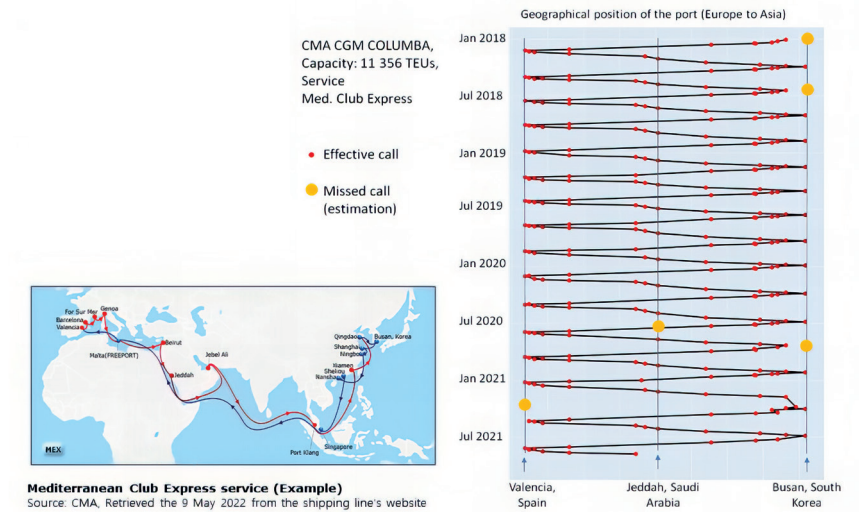 Geographical position of the port (Europe to Asia)
CMA CGM COLUMBA,
Capacity: 11 356 TEUs,
Service
Med. Club Express
Effective call
Missed call
(estimation)
Jan 2018
Jul 2018
Jan 2019
Jul 2019
Jan 2020
Jul 2020
Jan 2021
Jul 2021
Valencia,
Spain
Jeddah, Saudi
Arabia
Busan, South
Korea
For Sur Mer
Genoa
Barcelona
Valencia
Malta(FREEPORT)
Beirut
Jeddah
Jebel Ali
Qingdao
Busan, Korea
Shanghai
Ningbo
Xiamen
Shekou
Nansha
Singapore
Port Klang
MEX
Mediterranean Club Express service (Example)
Source: CMA, Retrieved the 9 May 2022 from the shipping line's website